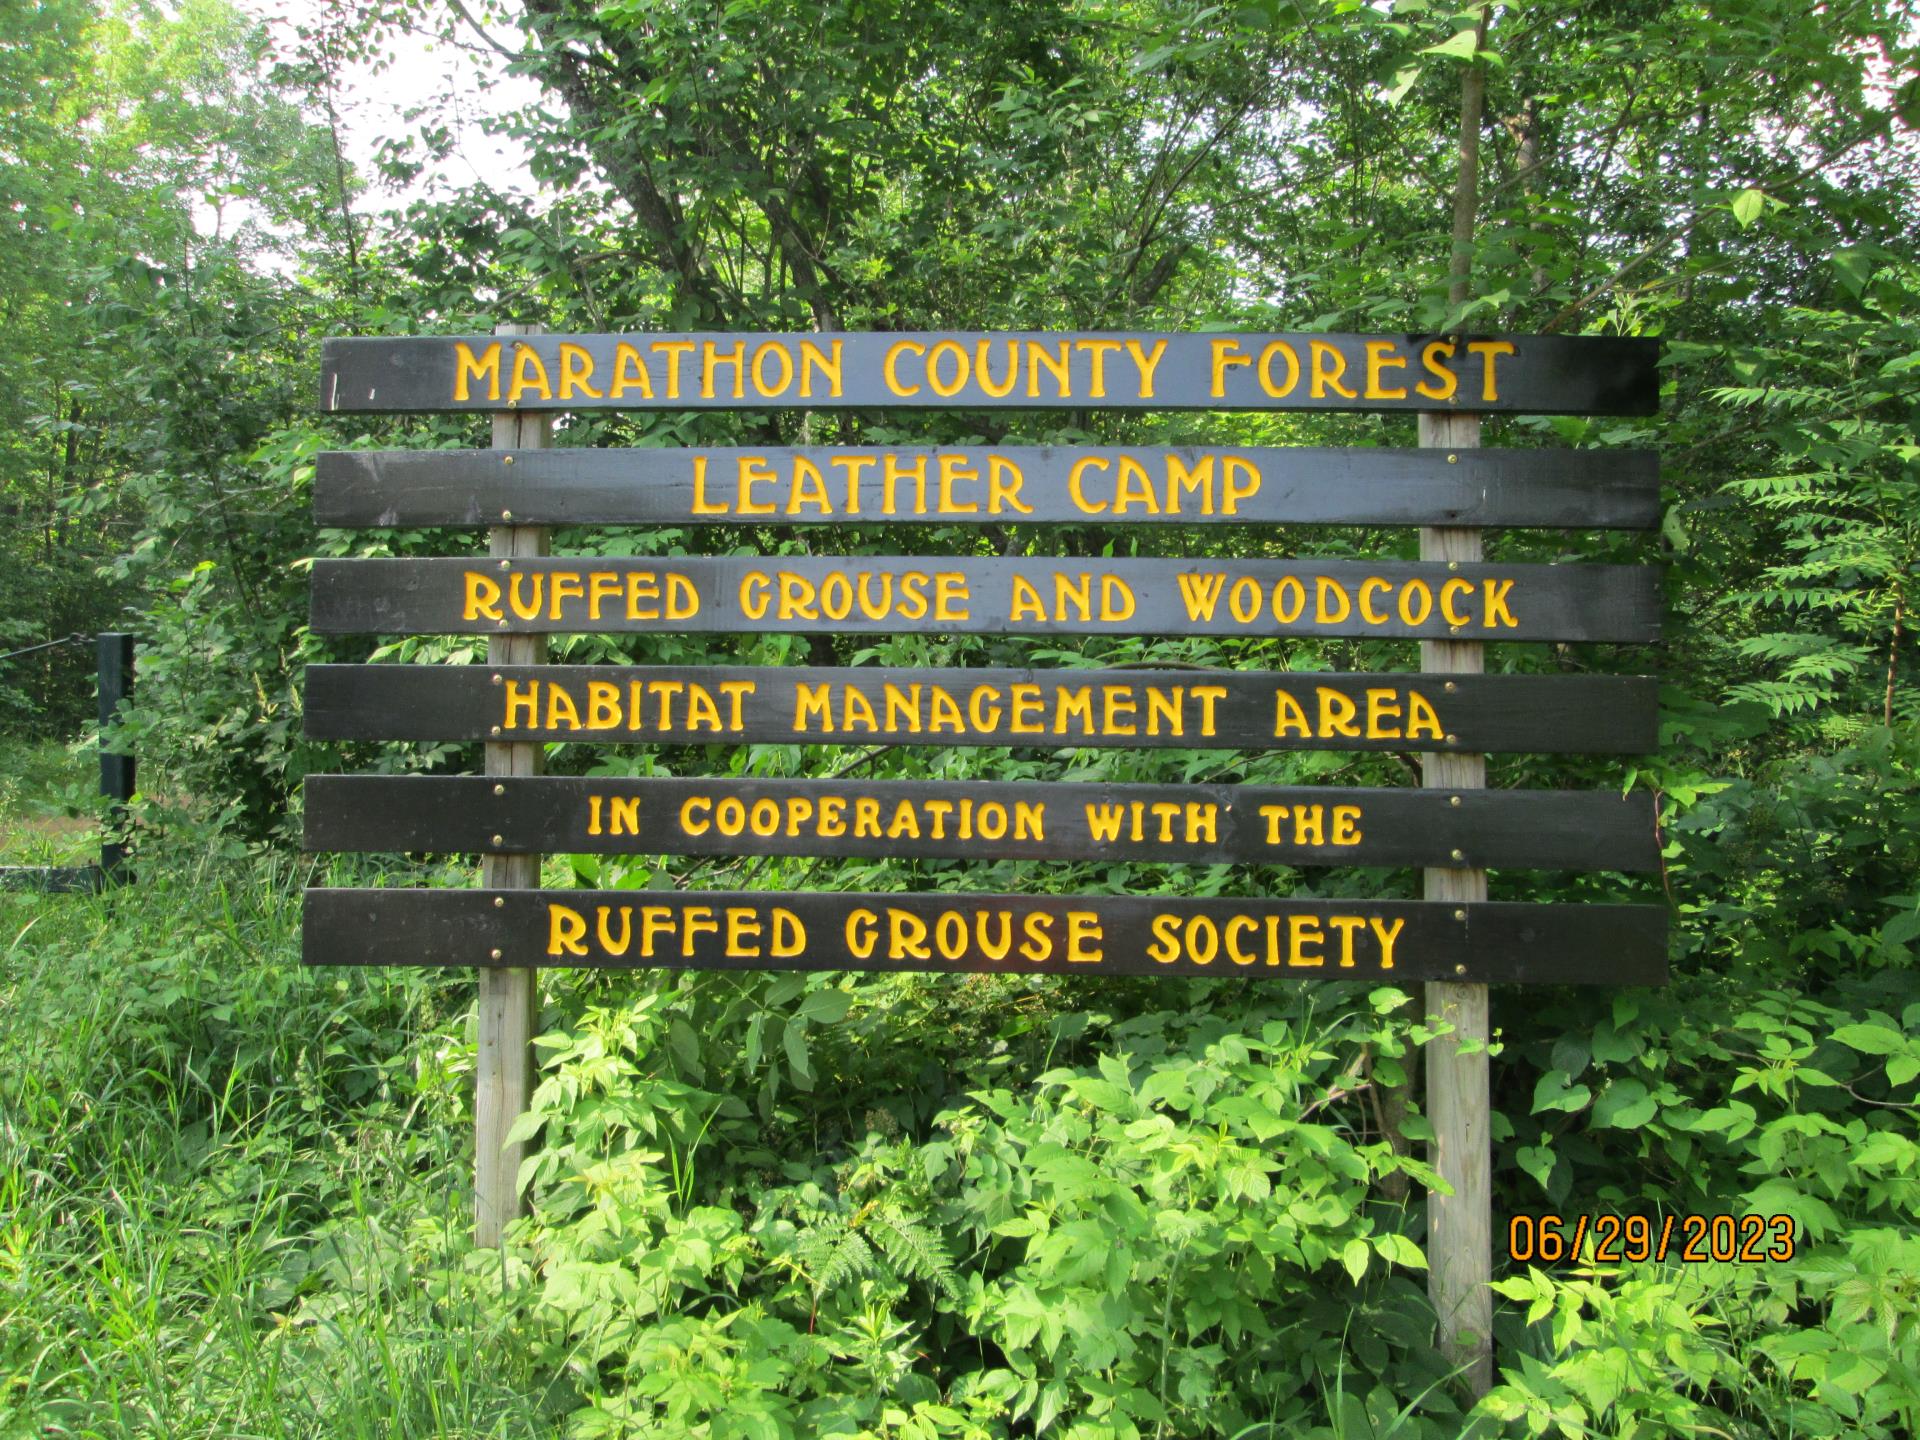 MARATHON COUNTY FOREST
LEATHER CAMP
RUFFED GROUSE AND WOODCOCK
HABITAT MANAGEMENT AREA
IN COOPERATION WITH THE
RUFFED GROUSE SOCIETY
06/29/2023